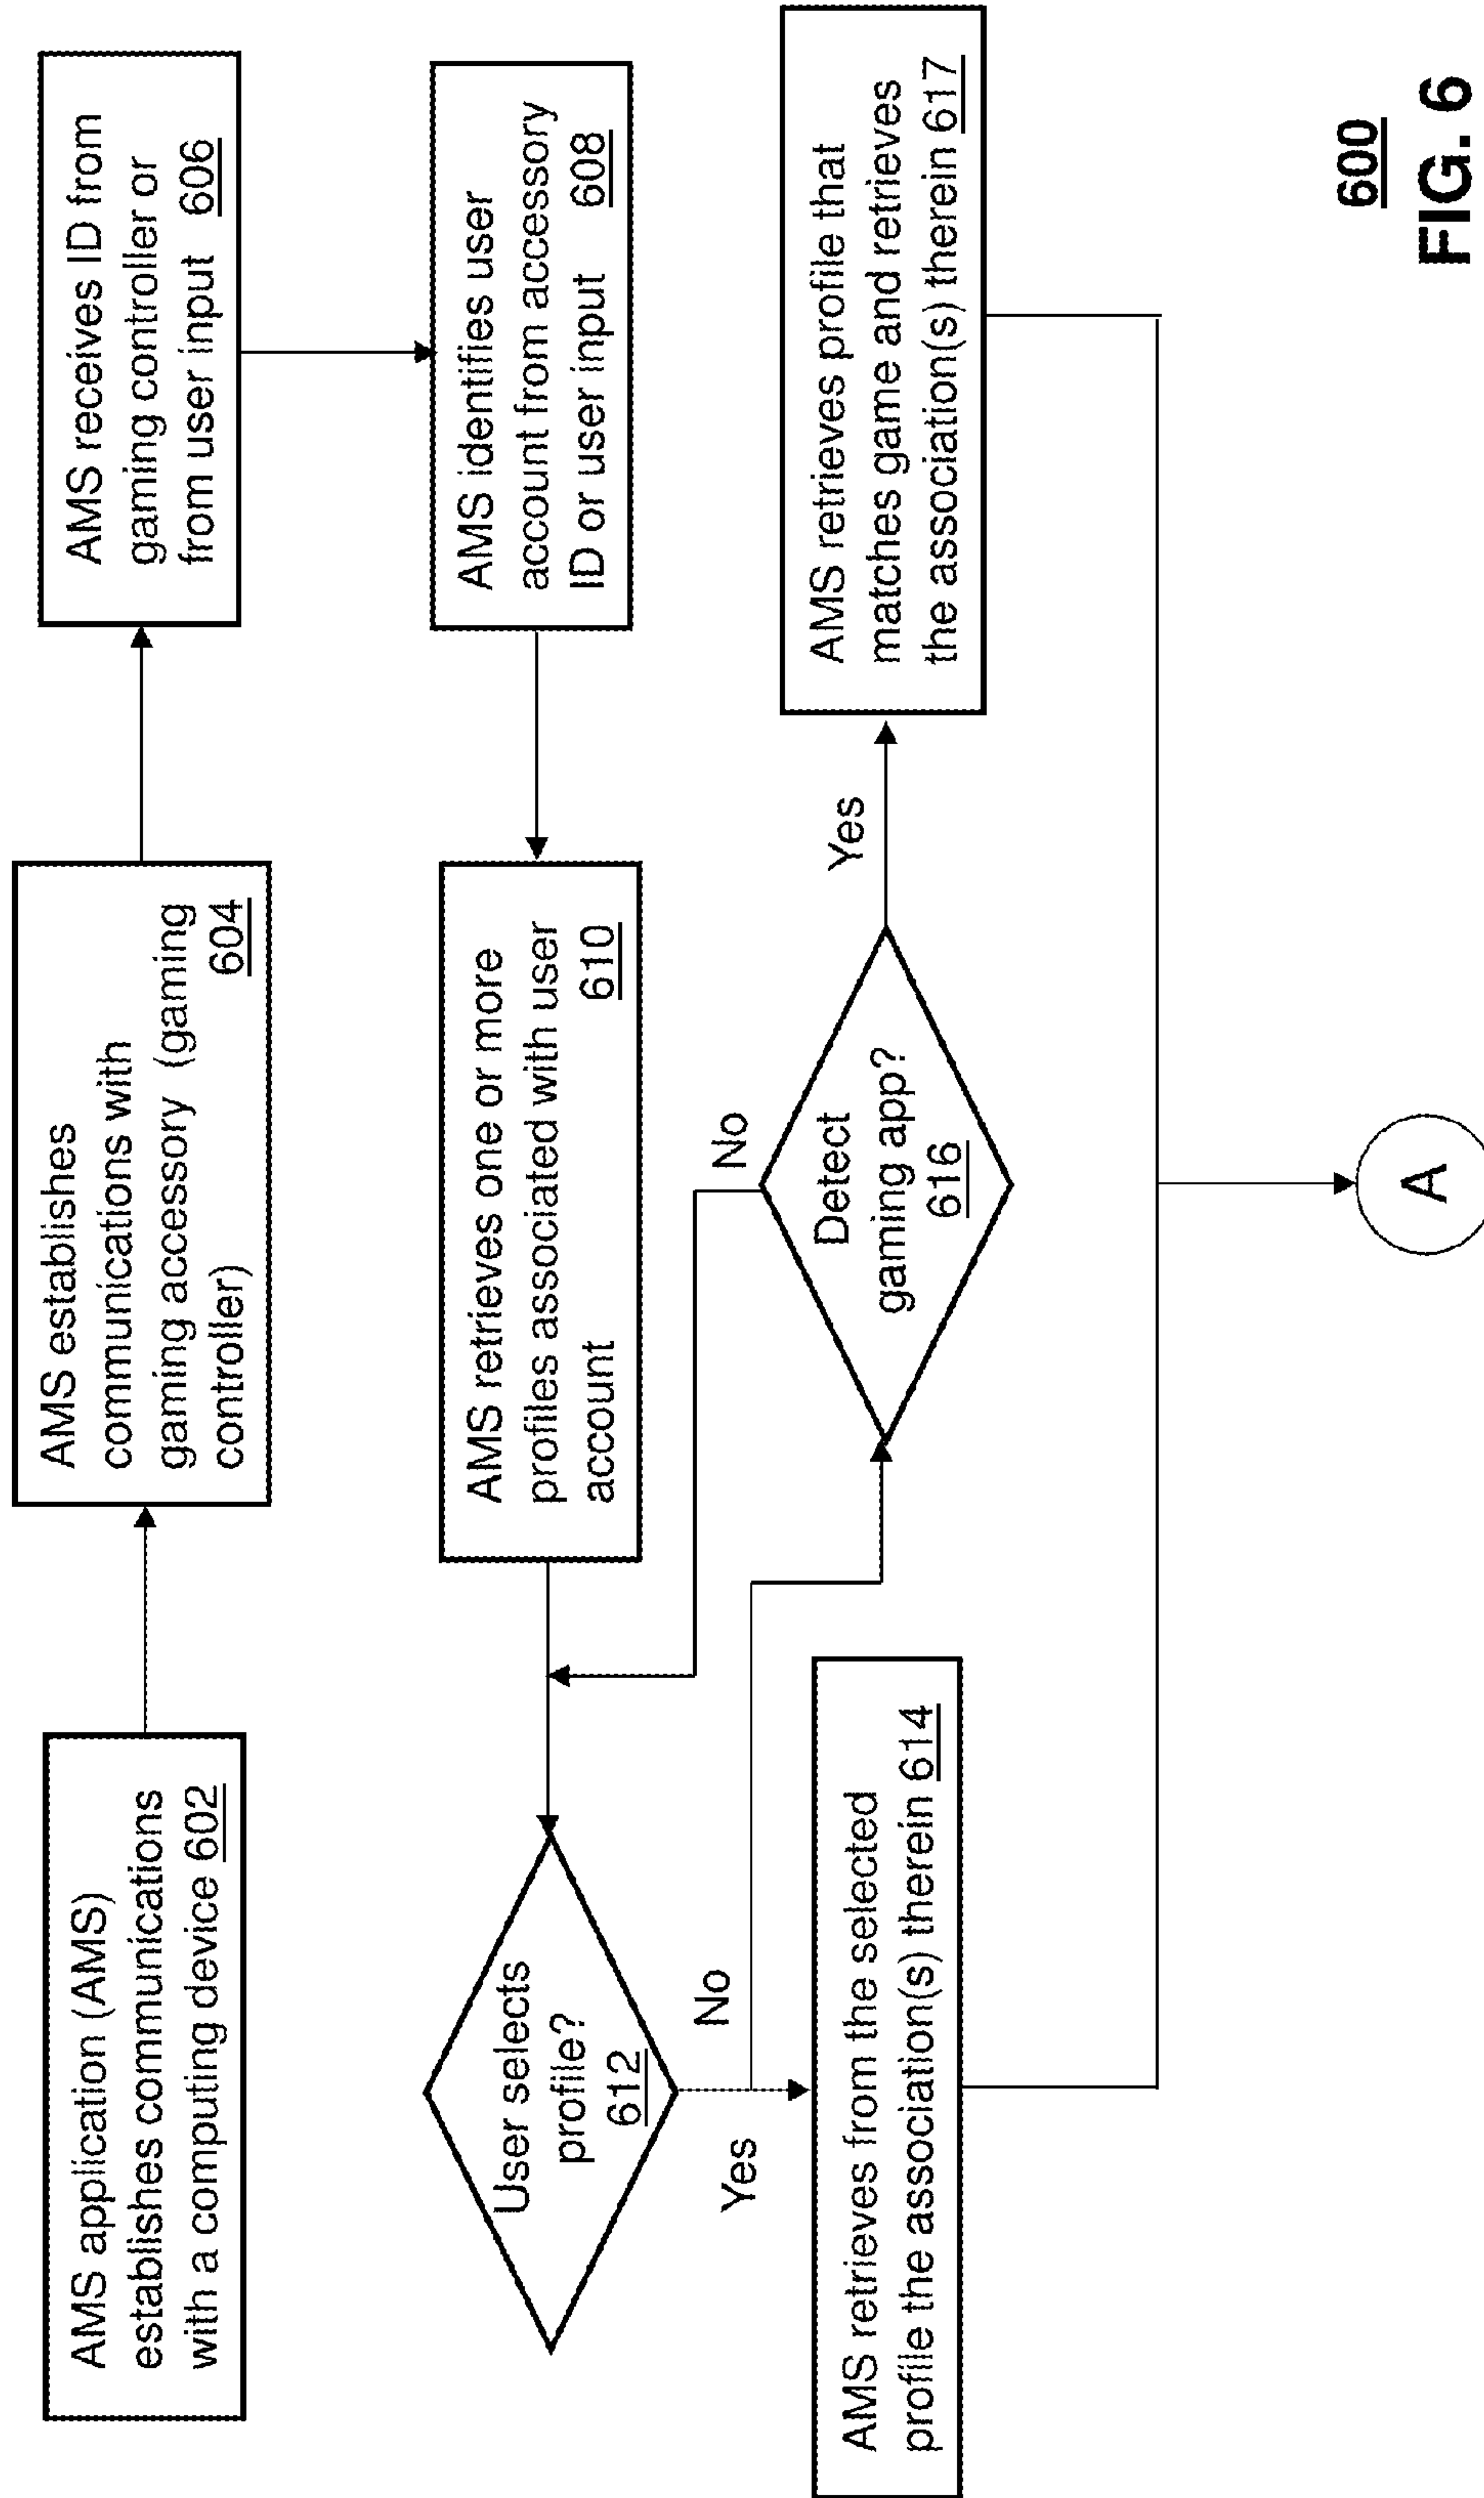 AMS application (AMS)
establishes communications
with a computing device 602
AMS establishes
communications with
gaming accessory (gaming
controller) 604
AMS receives ID from
gaming controller or
from user input 606
AMS identifies user
account from accessory
ID or user input 608
AMS retrieves one or more
profiles associated with user
account 610
User selects
profile?
612
No
Yes
AMS retrieves from the selected
profile the association(s) therein 614
Detect
gaming app?
616
No
Yes
AMS retrieves profile that
matches game and retrieves
the association(s) therein 617
A
600
FIG. 6